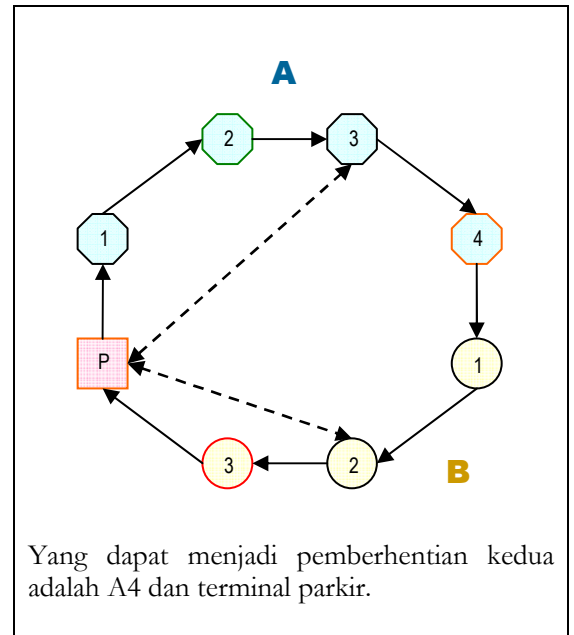 A
2 3
1 4
P 1
3 2 B
Yang dapat menjadi pemberhentian kedua
adalah A4 dan terminal parkir.